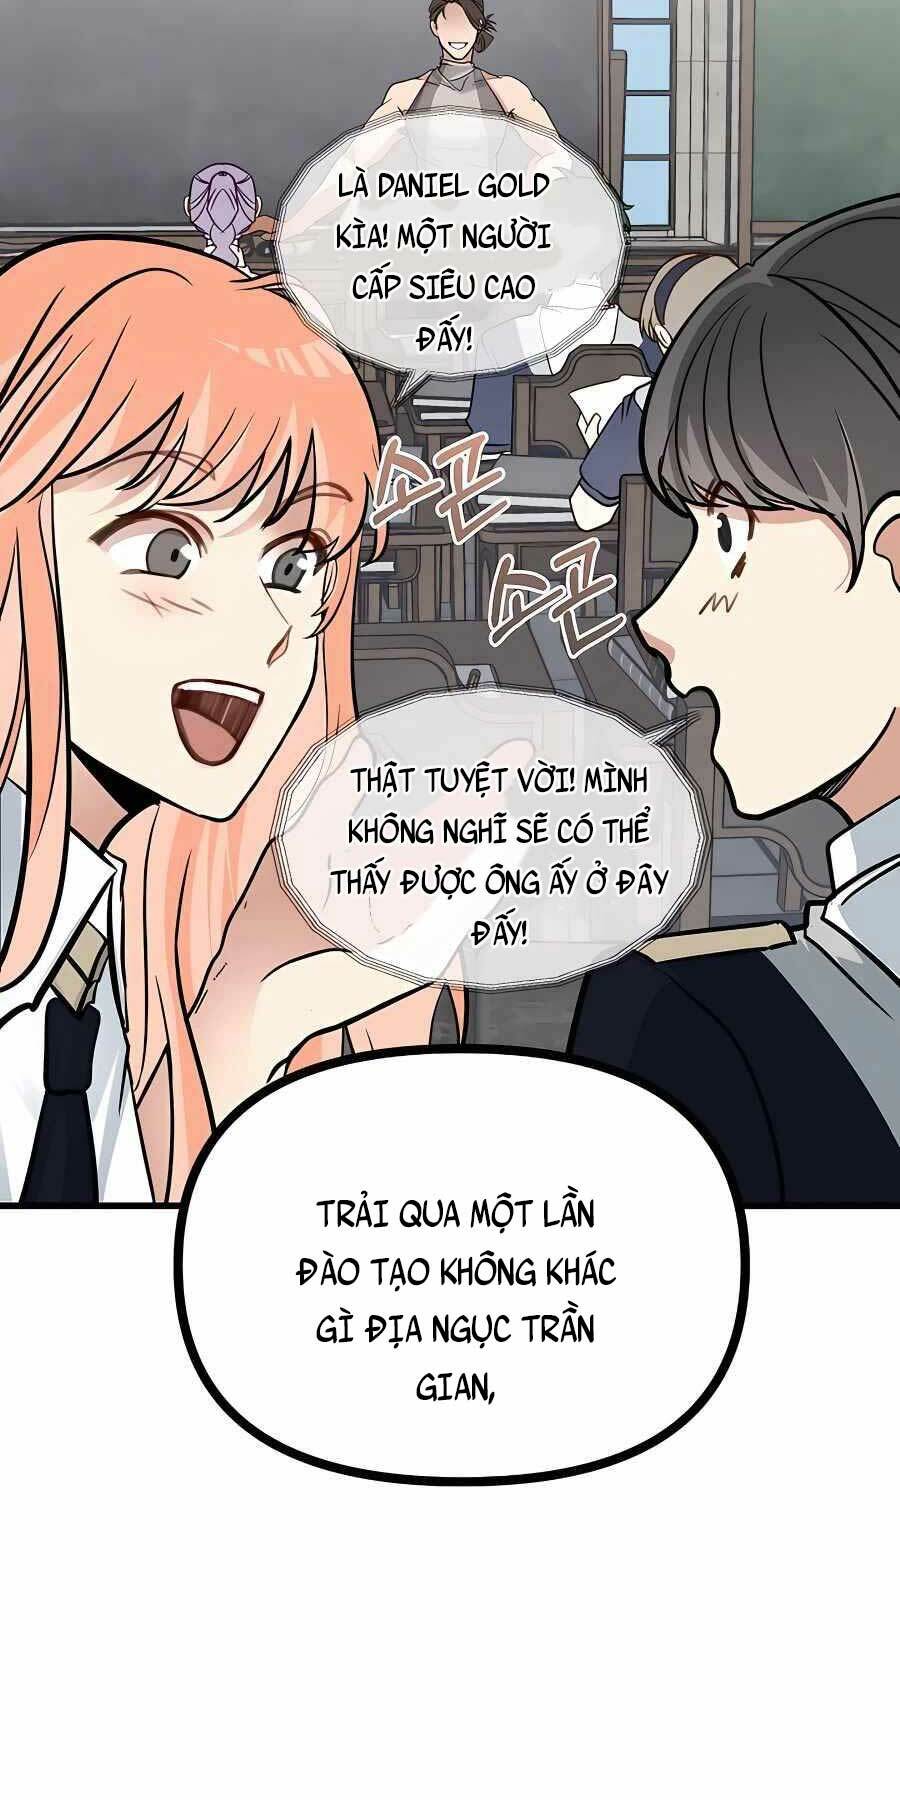 LÀ DANIEL GOLD
KÌA! MỘT NGƯỜI
CẤP SIÊU CAO
ĐẤY!
소곤
소곤
THẬT TUYỆT VỜI! MÌNH
KHÔNG NGHĨ SẼ CÓ THỂ
THẤY ĐƯỢC ÔNG ẤY Ở ĐÂY
ĐẤY!
TRẢI QUA MỘT LẦN
ĐÀO TẠO KHÔNG KHÁC
GÌ ĐỊA NGỤC TRẦN
GIAN,